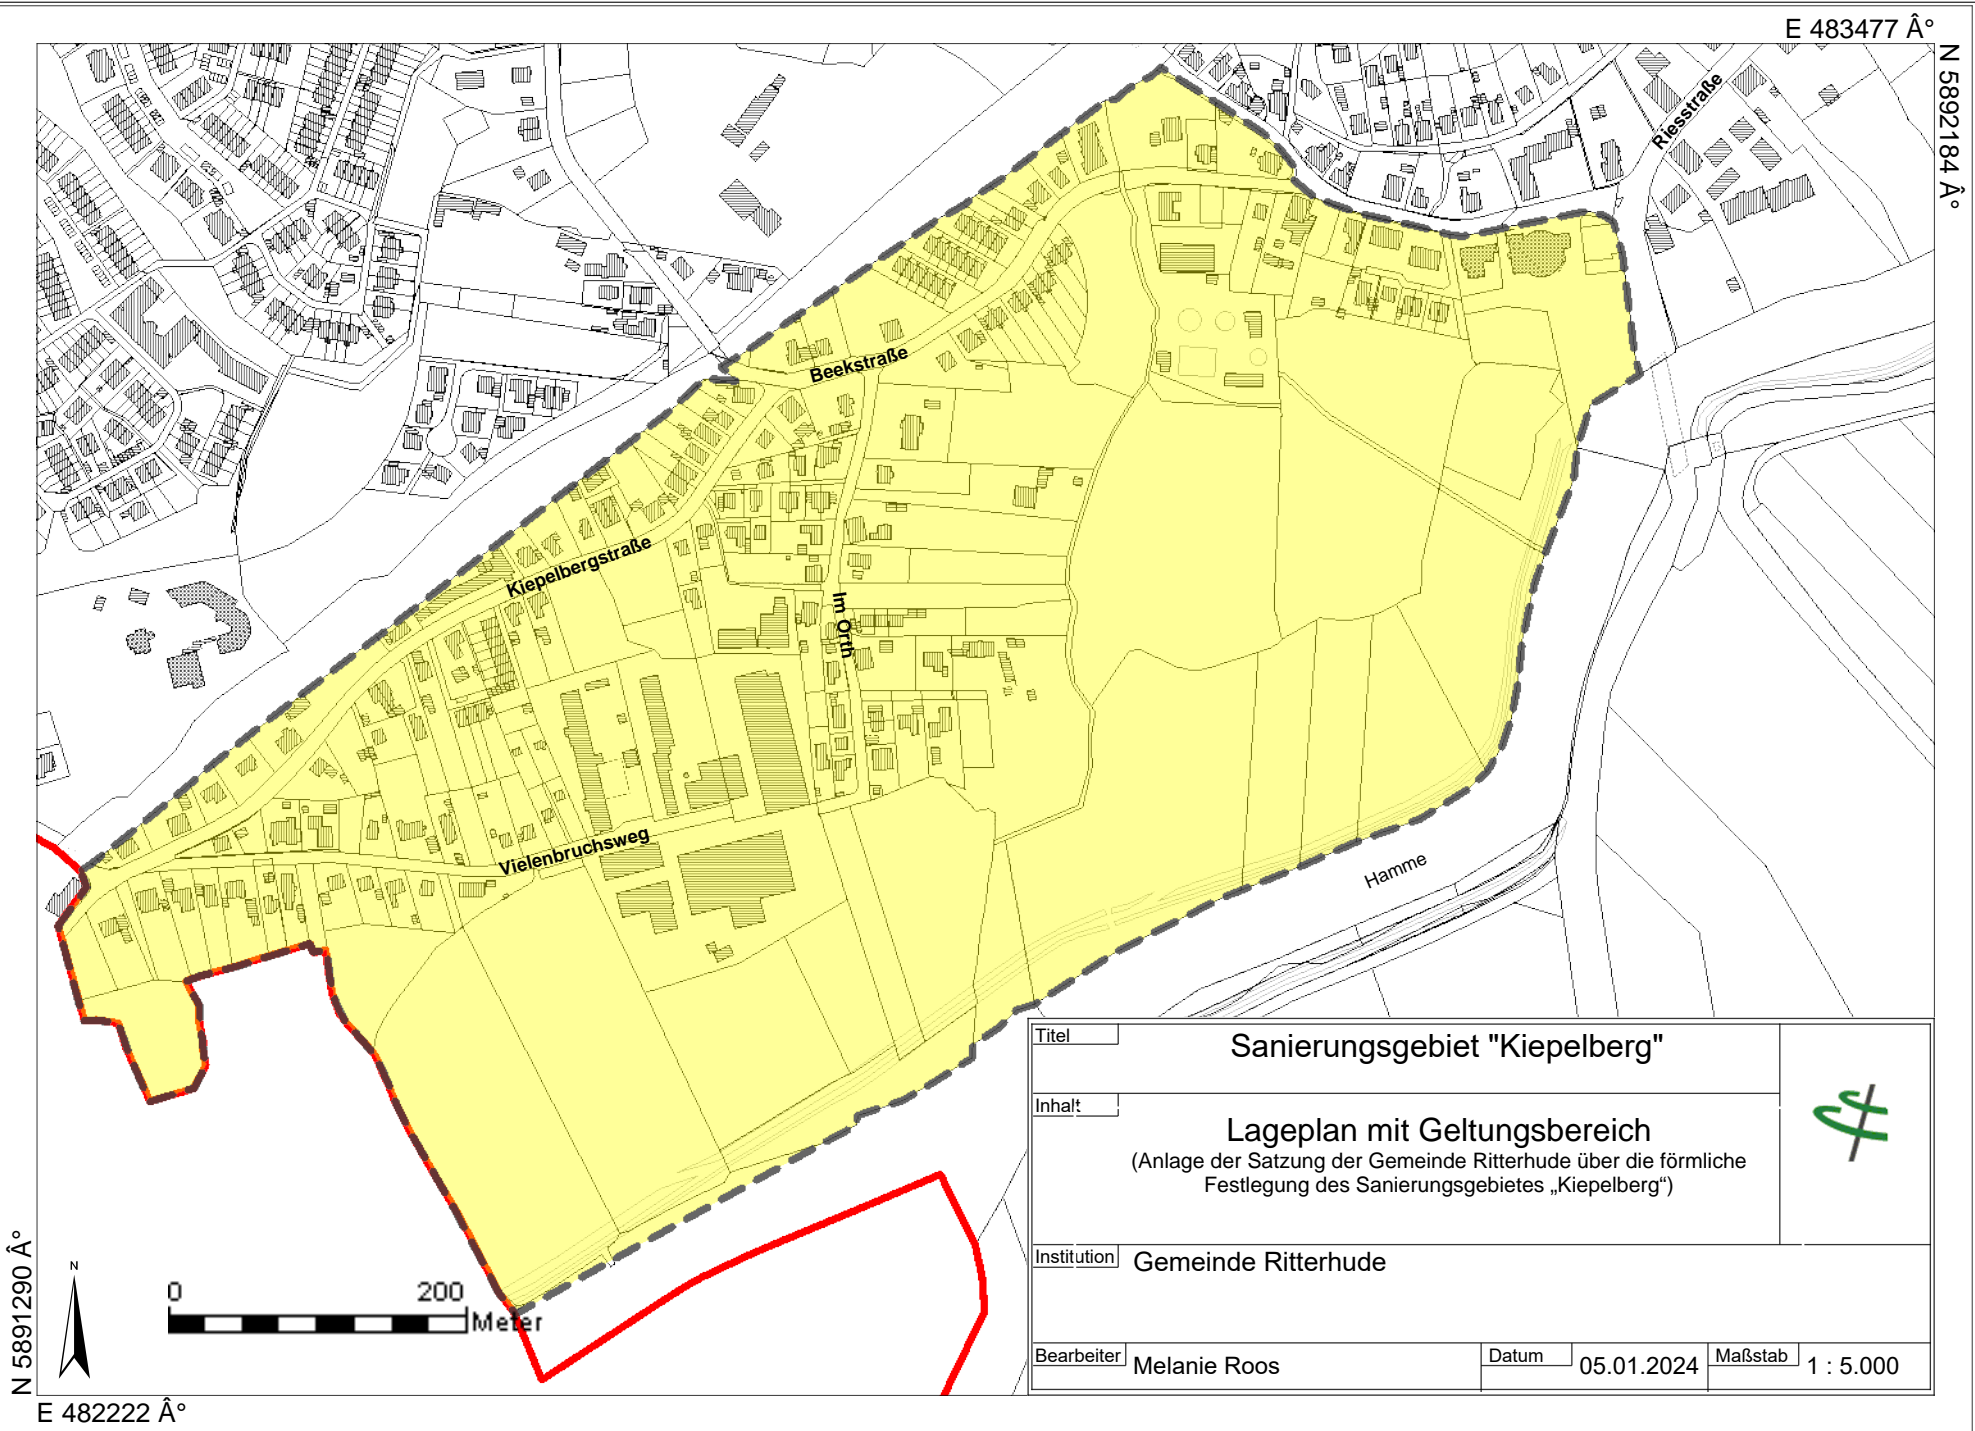 E 483477 Â°
N 5892184 Â°
Riesstraße
Beekstraße
Kiepelbergstraße
Im Orth
Vielenbruchsweg
Hamme
Titel
Sanierungsgebiet "Kiepelberg"
Inhalt
Lageplan mit Geltungsbereich
(Anlage der Satzung der Gemeinde Ritterhude über die förmliche
Festlegung des Sanierungsgebietes „Kiepelberg“)
Institution
Gemeinde Ritterhude
Bearbeiter
Melanie Roos
Datum
05.01.2024
Maßstab
1 : 5.000
N
0 200
Meter
N 5891290 Â°
E 482222 Â°